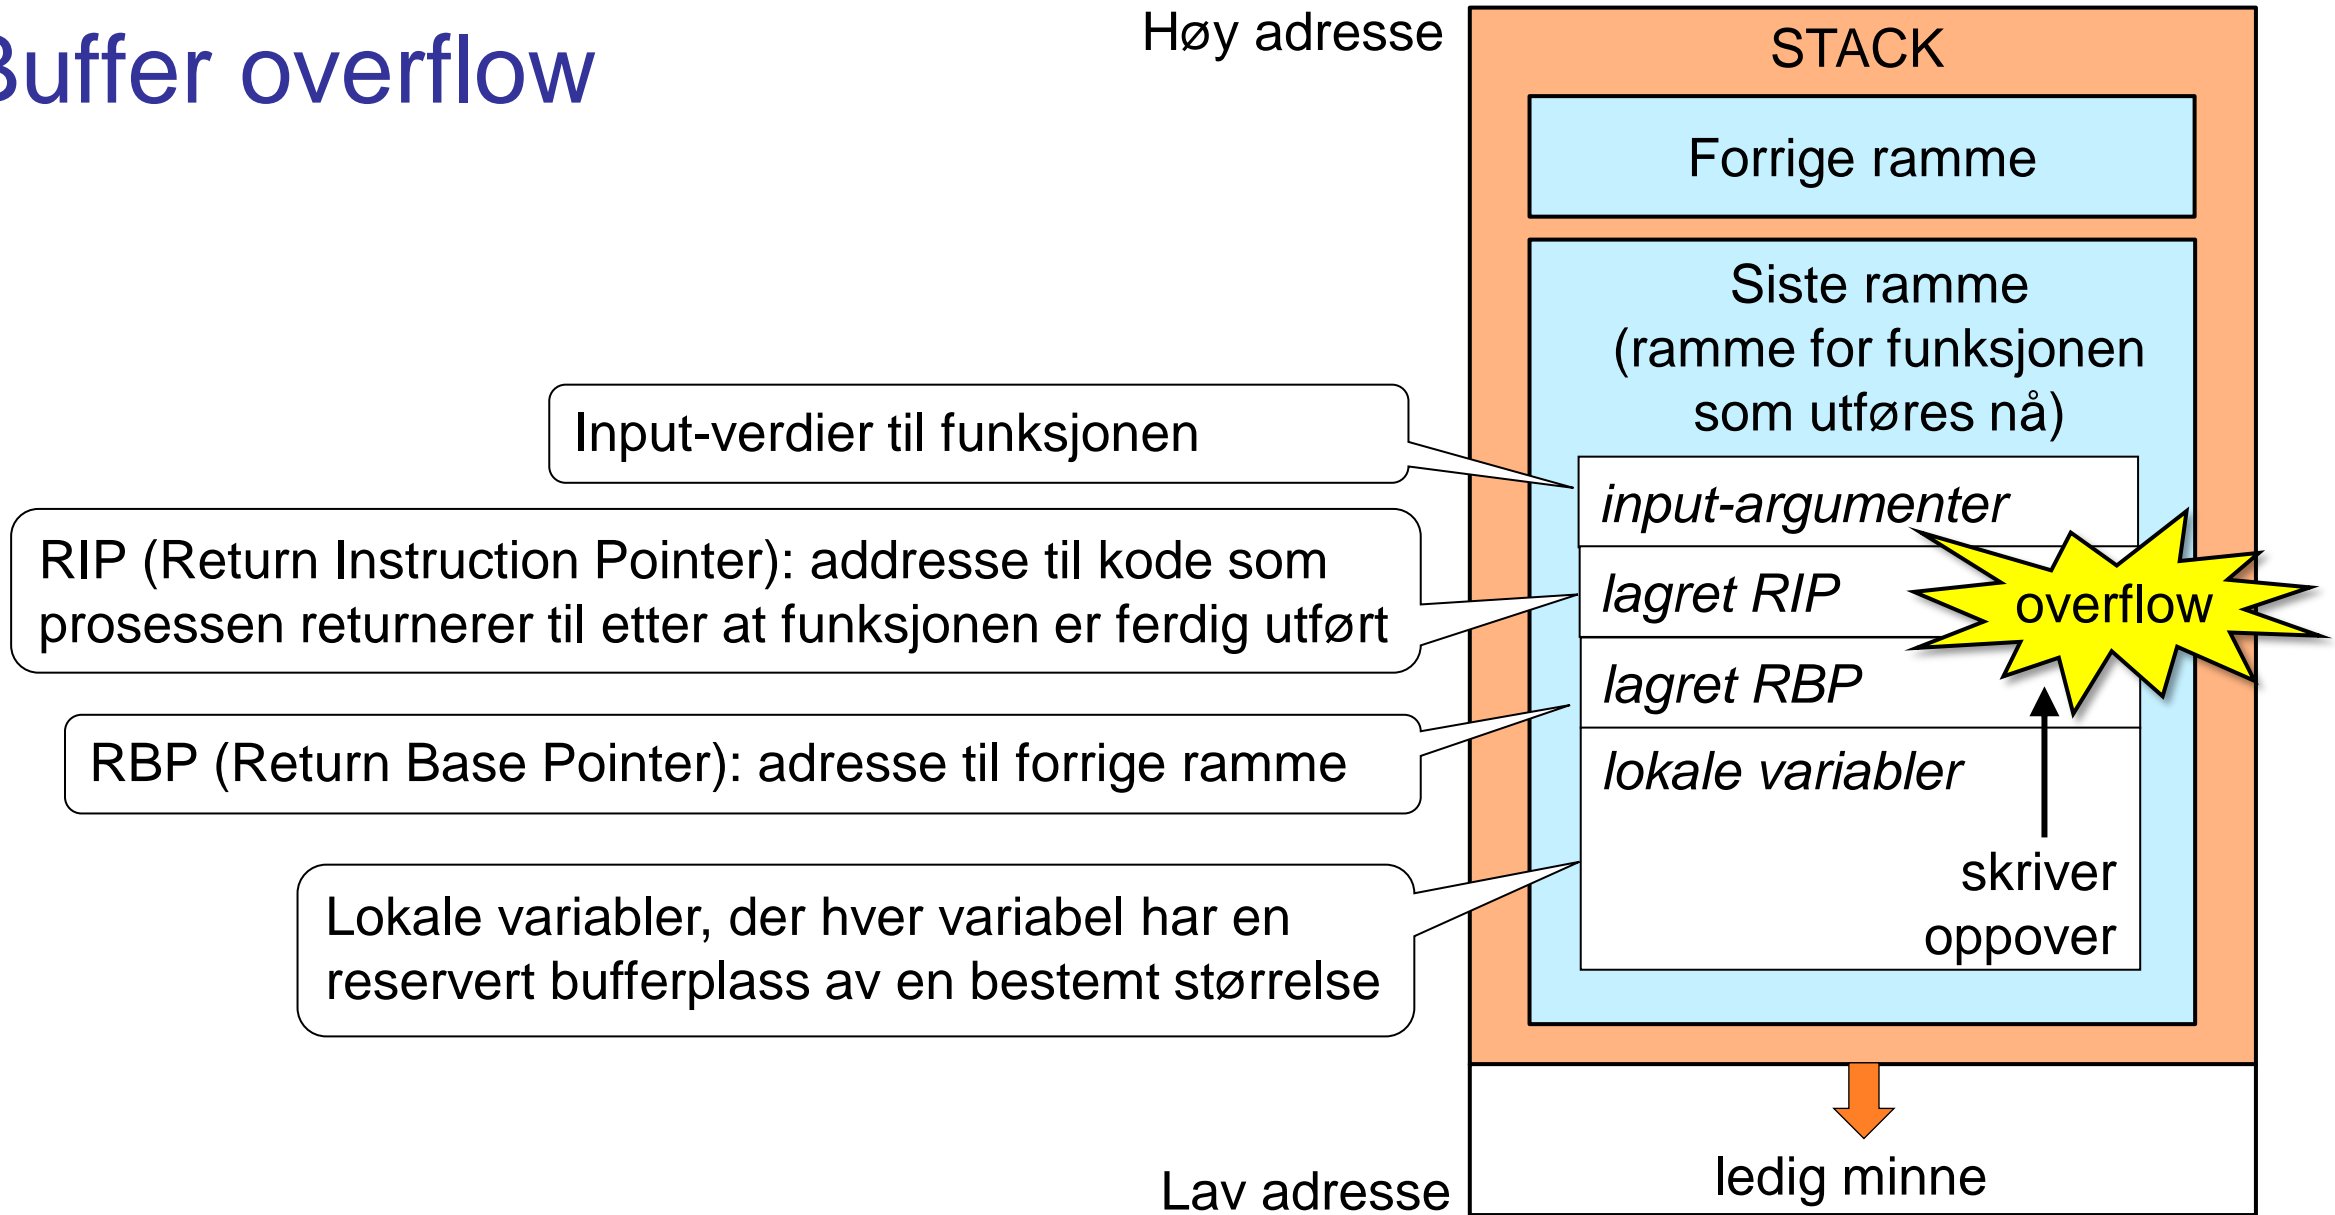 Buffer overflow
Høy adresse
STACK
Forrige ramme
Siste ramme
(ramme for funksjonen
som utføres nå)
Input-verdier til funksjonen
input-argumenter
RIP (Return Instruction Pointer): addresse til kode som
prosessen returnerer til etter at funksjonen er ferdig utført
lagret RIP
overflow
lagret RBP
RBP (Return Base Pointer): adresse til forrige ramme
lokale variabler
skriver
oppover
Lokale variabler, der hver variabel har en
reservert bufferplass av en bestemt størrelse
ledig minne
Lav adresse